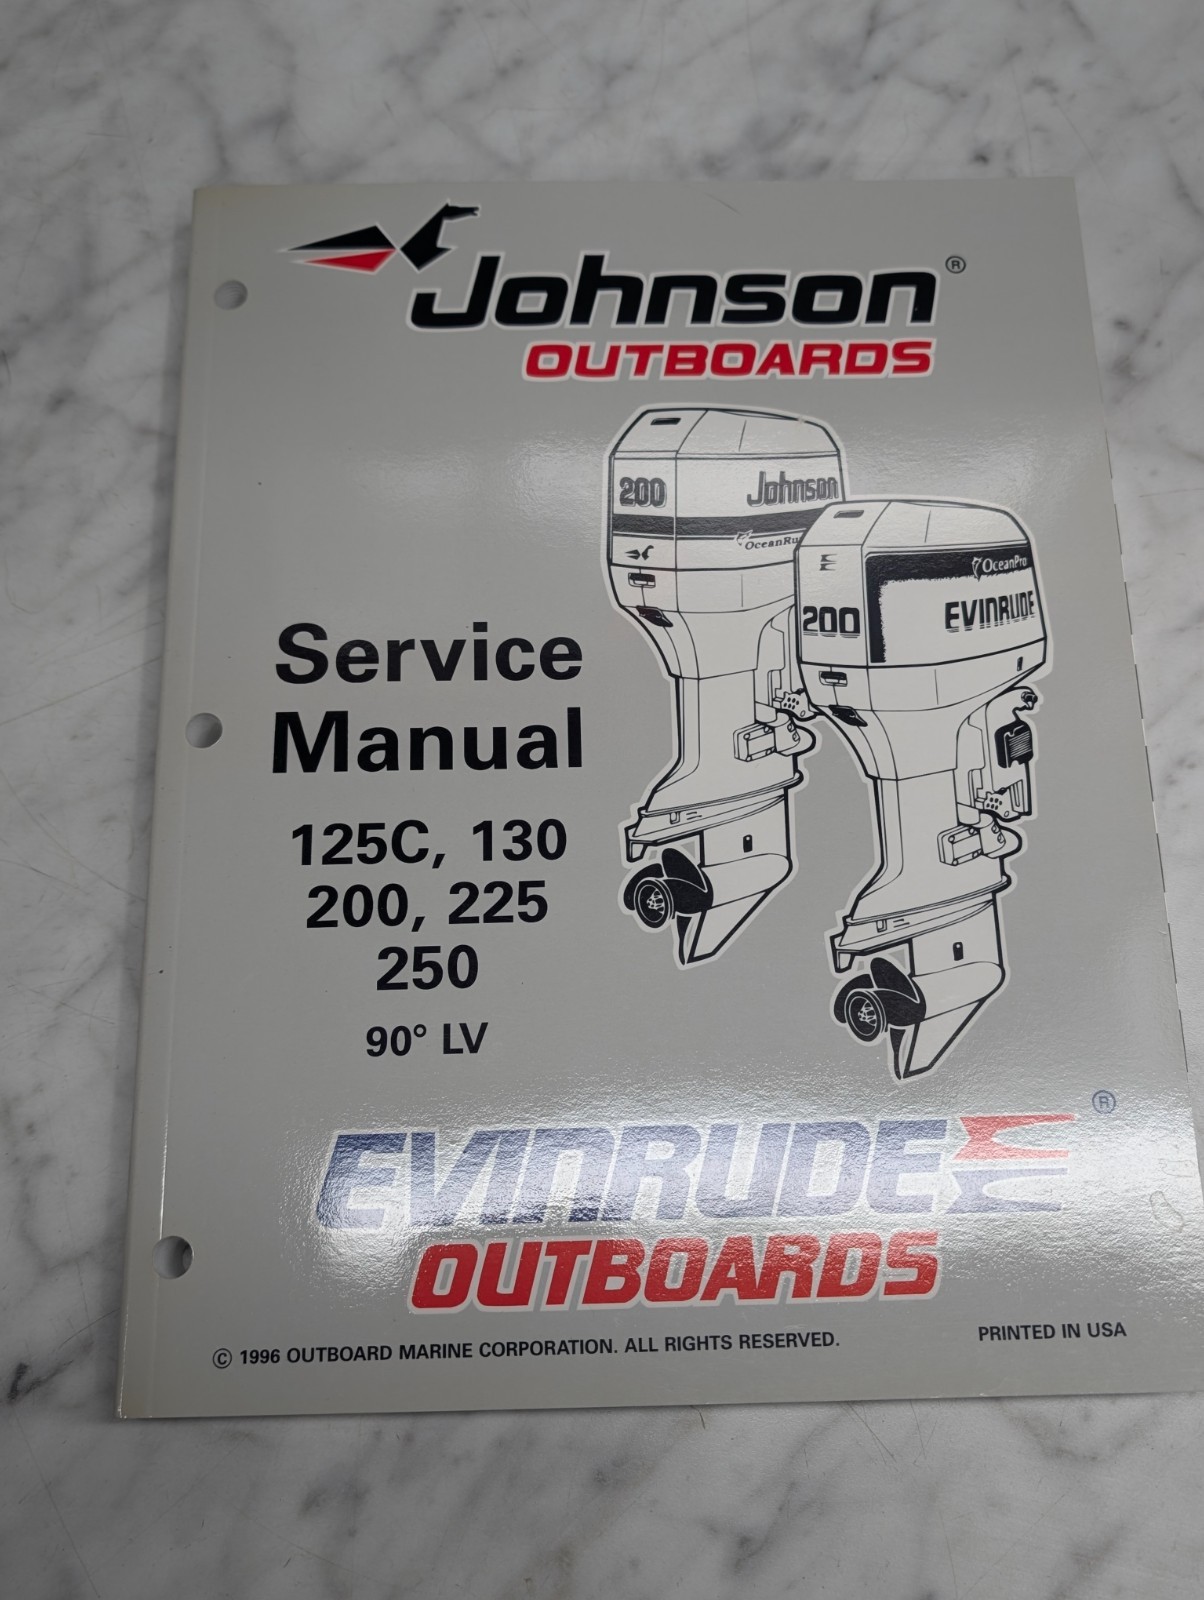 Johnson®
OUTBOARDS
200 Johnson
OceanRu
OceanPro
200 EVINRUDE
Service
Manual
125C, 130
200, 225
250
90° LV
EVINRUDE®
OUTBOARDS
© 1996 OUTBOARD MARINE CORPORATION. ALL RIGHTS RESERVED.
PRINTED IN USA